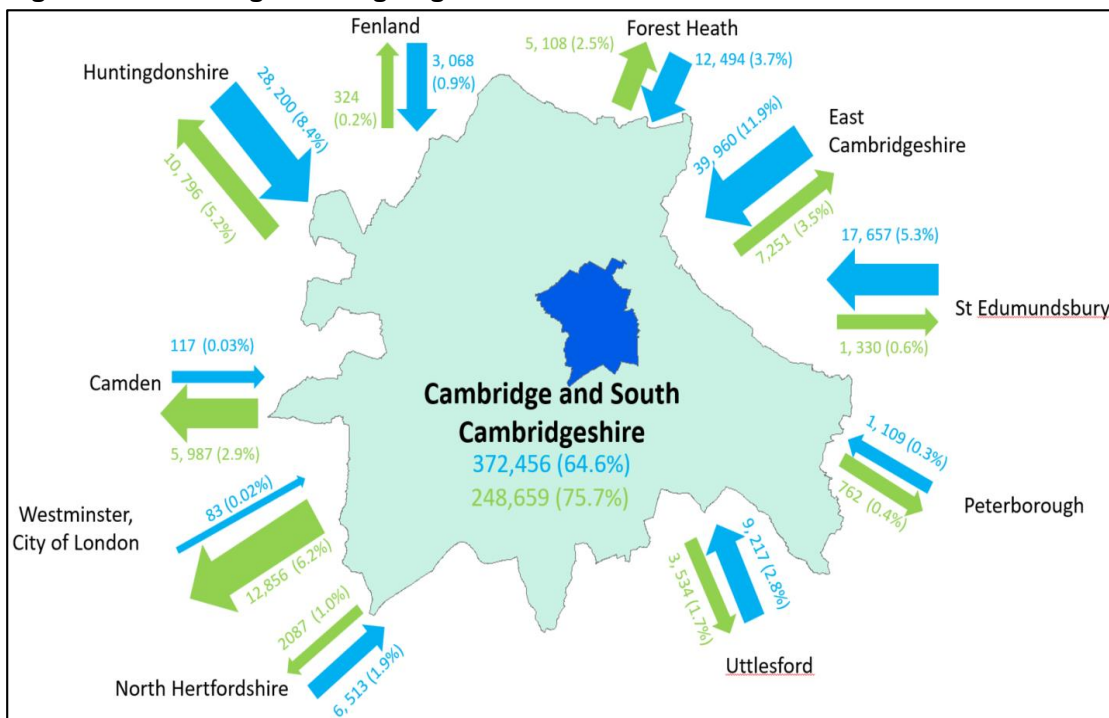 Fenland
324
(0.2%)
3, 068
(0.9%)
Forest Heath
5, 108 (2.5%)
12, 494 (3.7%)
Huntingdonshire
28, 200 (8.4%)
10, 796 (5.2%)
East
Cambridgeshire
39, 960 (11.9%)
7,251 (3.5%)
17, 657 (5.3%)
St Edumundsbury
1, 330 (0.6%)
117 (0.03%)
Camden
5, 987 (2.9%)
Cambridge and South
Cambridgeshire
372,456 (64.6%)
248,659 (75.7%)
1, 109 (0.3%)
762 (0.4%)
Peterborough
83 (0.02%)
Westminster,
City of London
12,856 (6.2%)
9, 217 (2.8%)
3, 534 (1.7%)
Uttlesford
2087 (1.0%)
North Hertfordshire
6, 513 (1.9%)